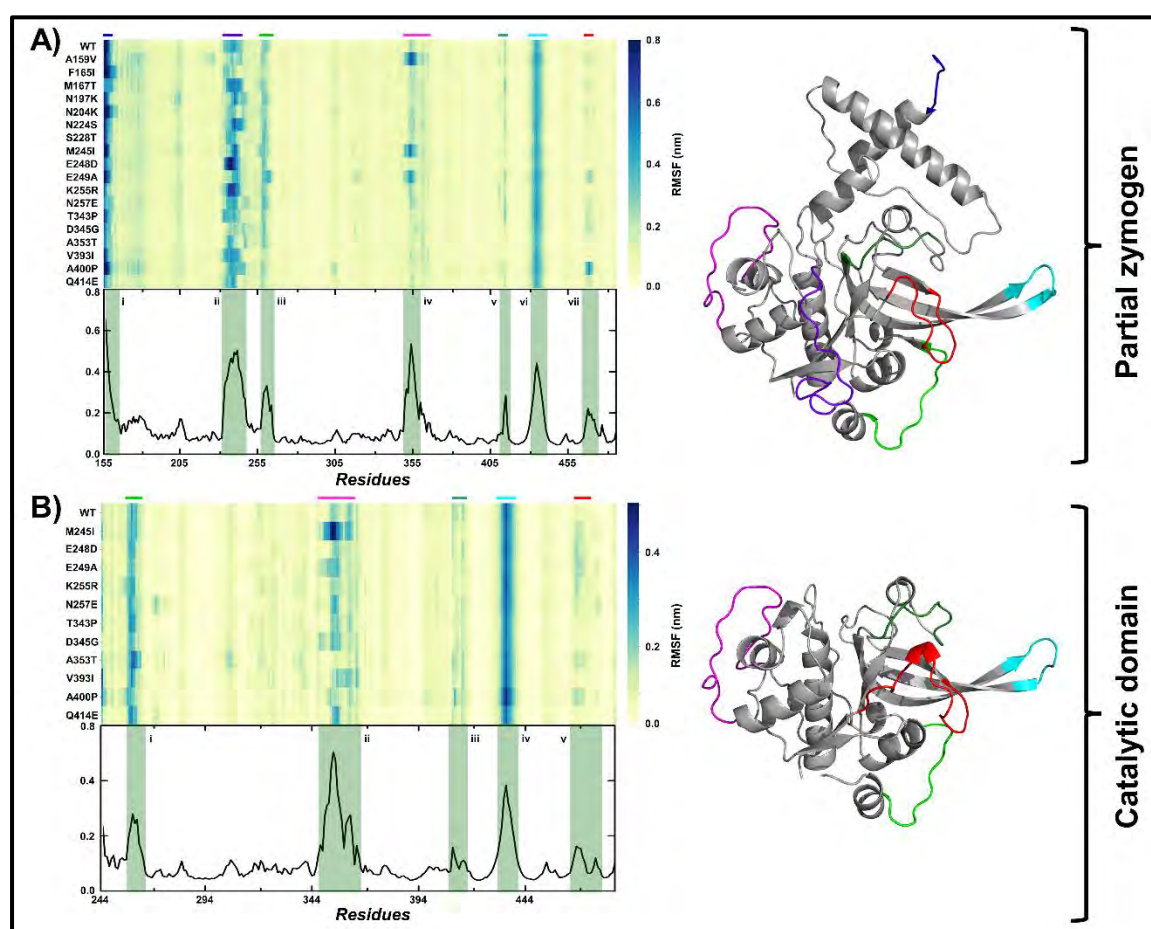 A)
WT
A159V
F165I
M167T
N197K
N204K
N224S
S228T
M245I
E248D
E249A
K255R
N257E
T343P
D345G
A353T
V393I
A400P
Q414E
0.8
0.6
0.4
0.2
0.0
RMSF (nm)
i ii iii iv v vi vii
0.8
0.6
0.4
0.2
0.0
155 205 255 305 355 405 455
Residues
Partial zymogen
B)
WT
M245I
E248D
E249A
K255R
N257E
T343P
D345G
A353T
V393I
A400P
Q414E
0.4
0.2
0.0
RMSF (nm)
i ii iii iv v
0.4
0.2
0.0
244 294 344 394 444
Residues
Catalytic domain